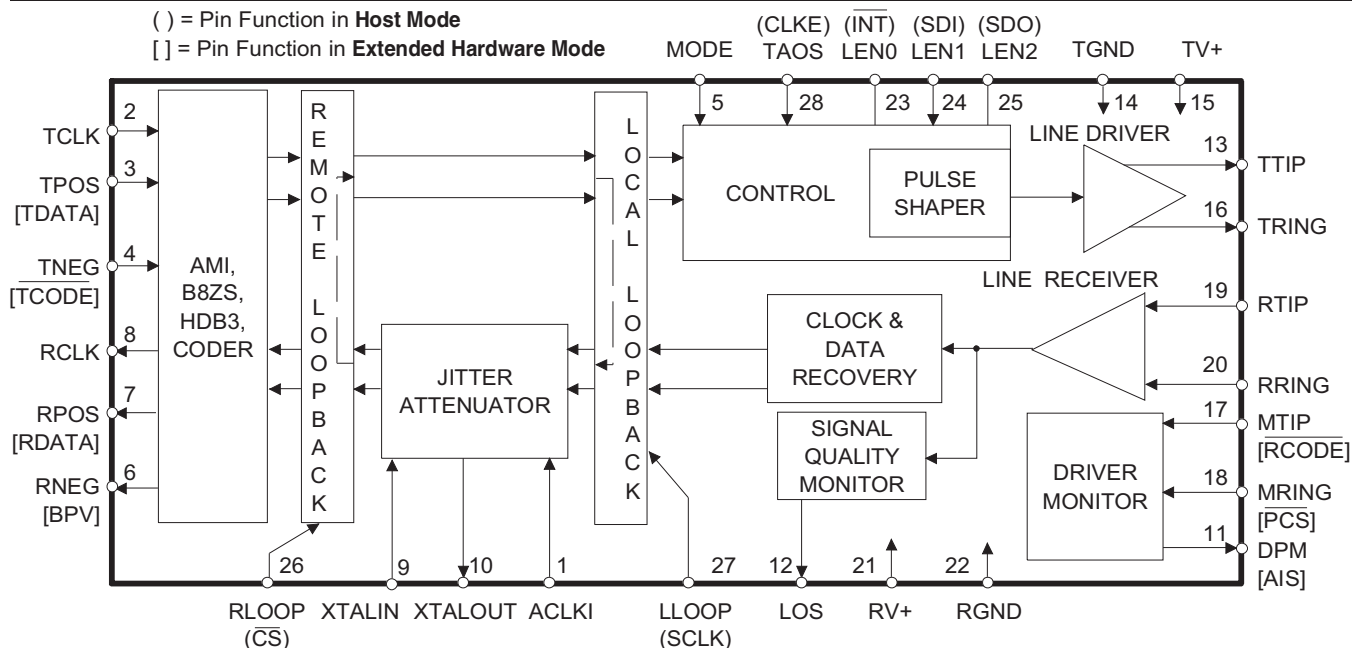 ( ) = Pin Function in Host Mode
[ ] = Pin Function in Extended Hardware Mode
(CLKE) (INT) (SDI) (SDO)
MODE TAOS LEN0 LEN1 LEN2 TGND TV+
5 28 23 24 25 14 15
2
TCLK
3
TPOS
[TDATA]
4
TNEG
[TCODE]
8
RCLK
7
RPOS
[RDATA]
6
RNEG
[BPV]
AMI,
B8ZS,
HDB3,
CODER
REMOTE LOOPBACK
JITTER
ATTENUATOR
LOCAL LOOPBACK
CONTROL
PULSE
SHAPER
LINE DRIVER
13
TTIP
16
TRING
LINE RECEIVER
CLOCK &
DATA
RECOVERY
19
RTIP
20
RRING
SIGNAL
QUALITY
MONITOR
DRIVER
MONITOR
17
MTIP
[RCODE]
18
MRING
[PCS]
11
DPM
[AIS]
26 9 10 1 27 12 21 22
RLOOP XTALIN XTALOUT ACLKI LLOOP LOS RV+ RGND
(CS) (SCLK)